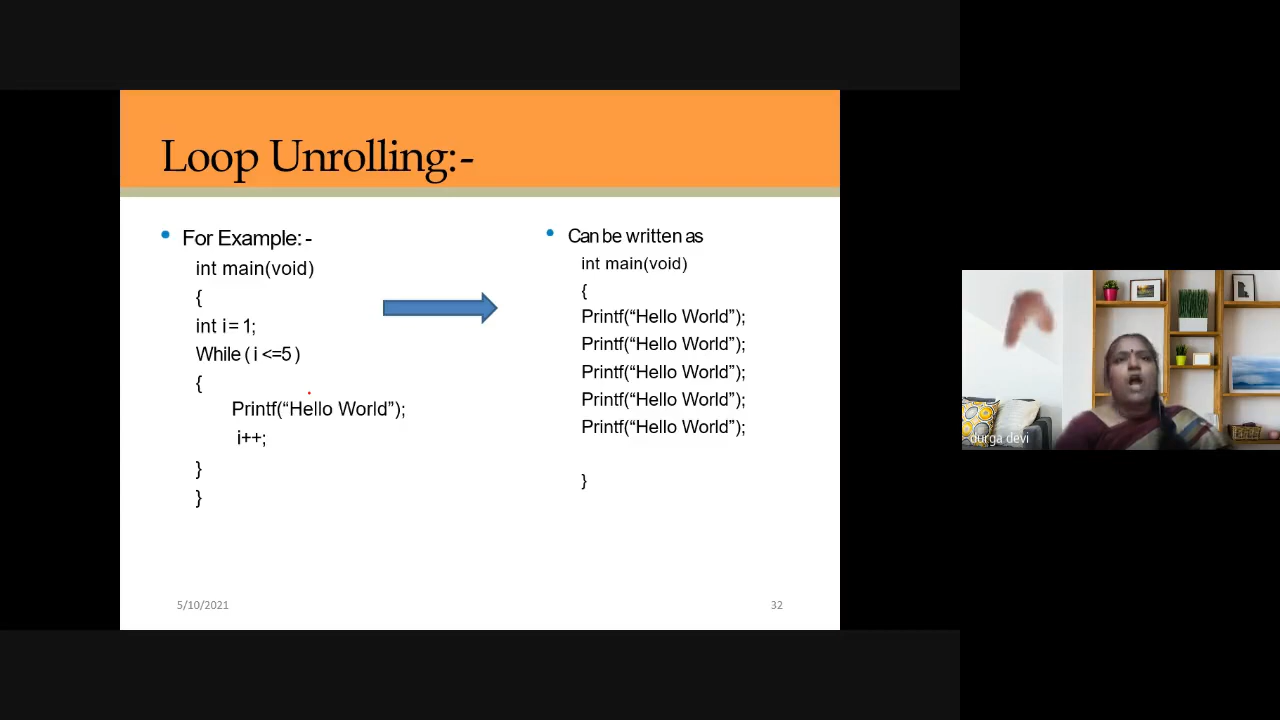 Loop Unrolling:-
For Example: -
int main(void)
{
int i = 1;
While ( i <=5 )
{
Printf(“Hello World”);
i++;
}
}
Can be written as
int main(void)
{
Printf(“Hello World”);
Printf(“Hello World”);
Printf(“Hello World”);
Printf(“Hello World”);
Printf(“Hello World”);
}
5/10/2021
32
durga devi